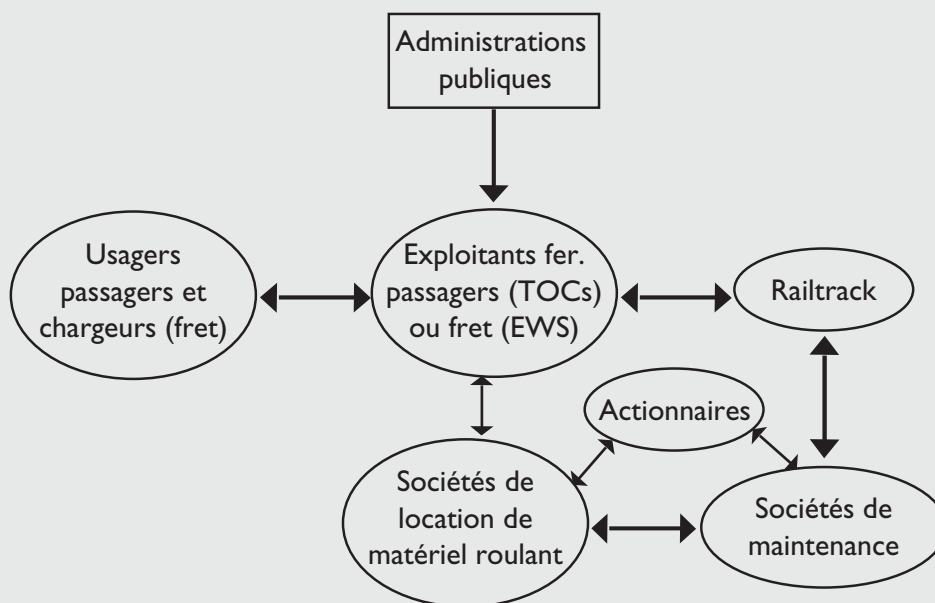 Administrations
publiques
Usagers
passagers et
chargeurs (fret)
Exploitants fer.
passagers (TOCs)
ou fret (EWS)
Railtrack
Actionnaires
Sociétés de
location de
matériel roulant
Sociétés de
maintenance